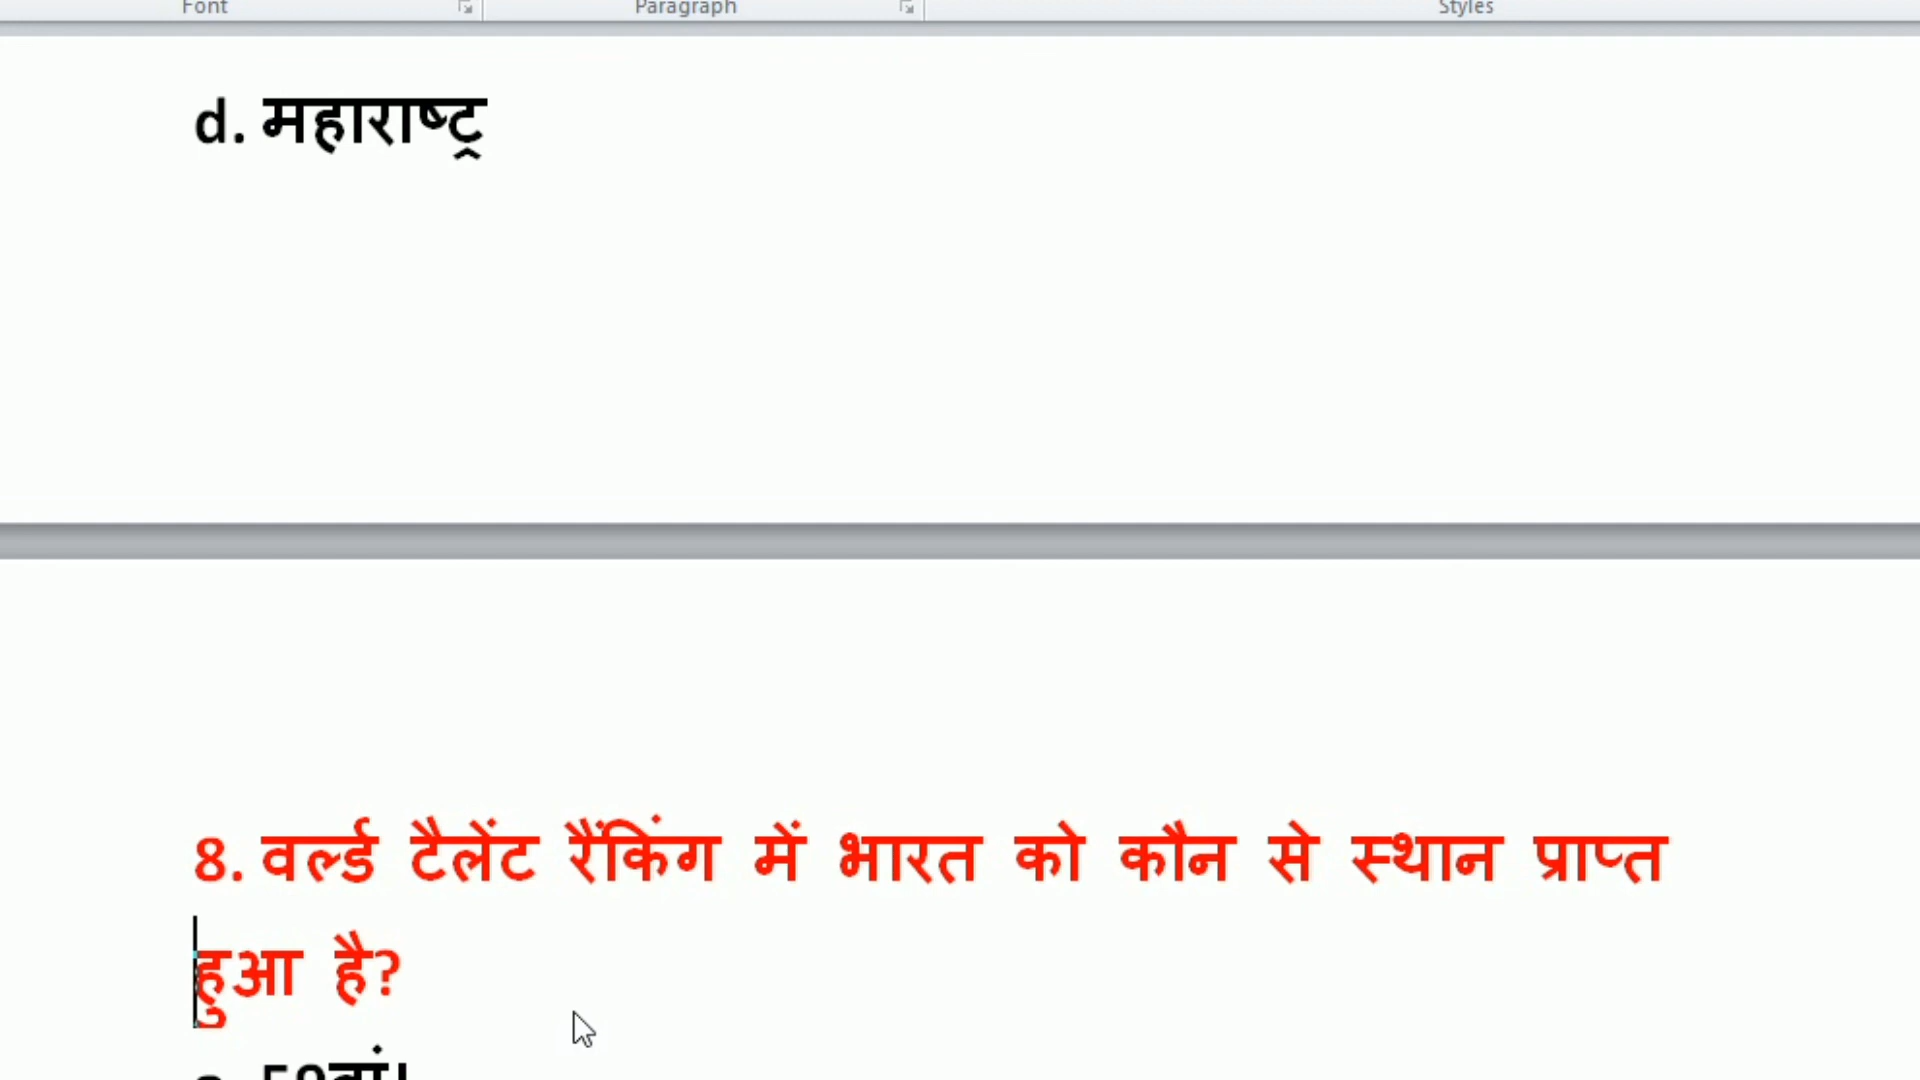 Font Paragraph Styles
d. महाराष्ट्र
8. वर्ल्ड टैलेंट रैंकिंग में भारत को कौन से स्थान प्राप्त
हुआ है?